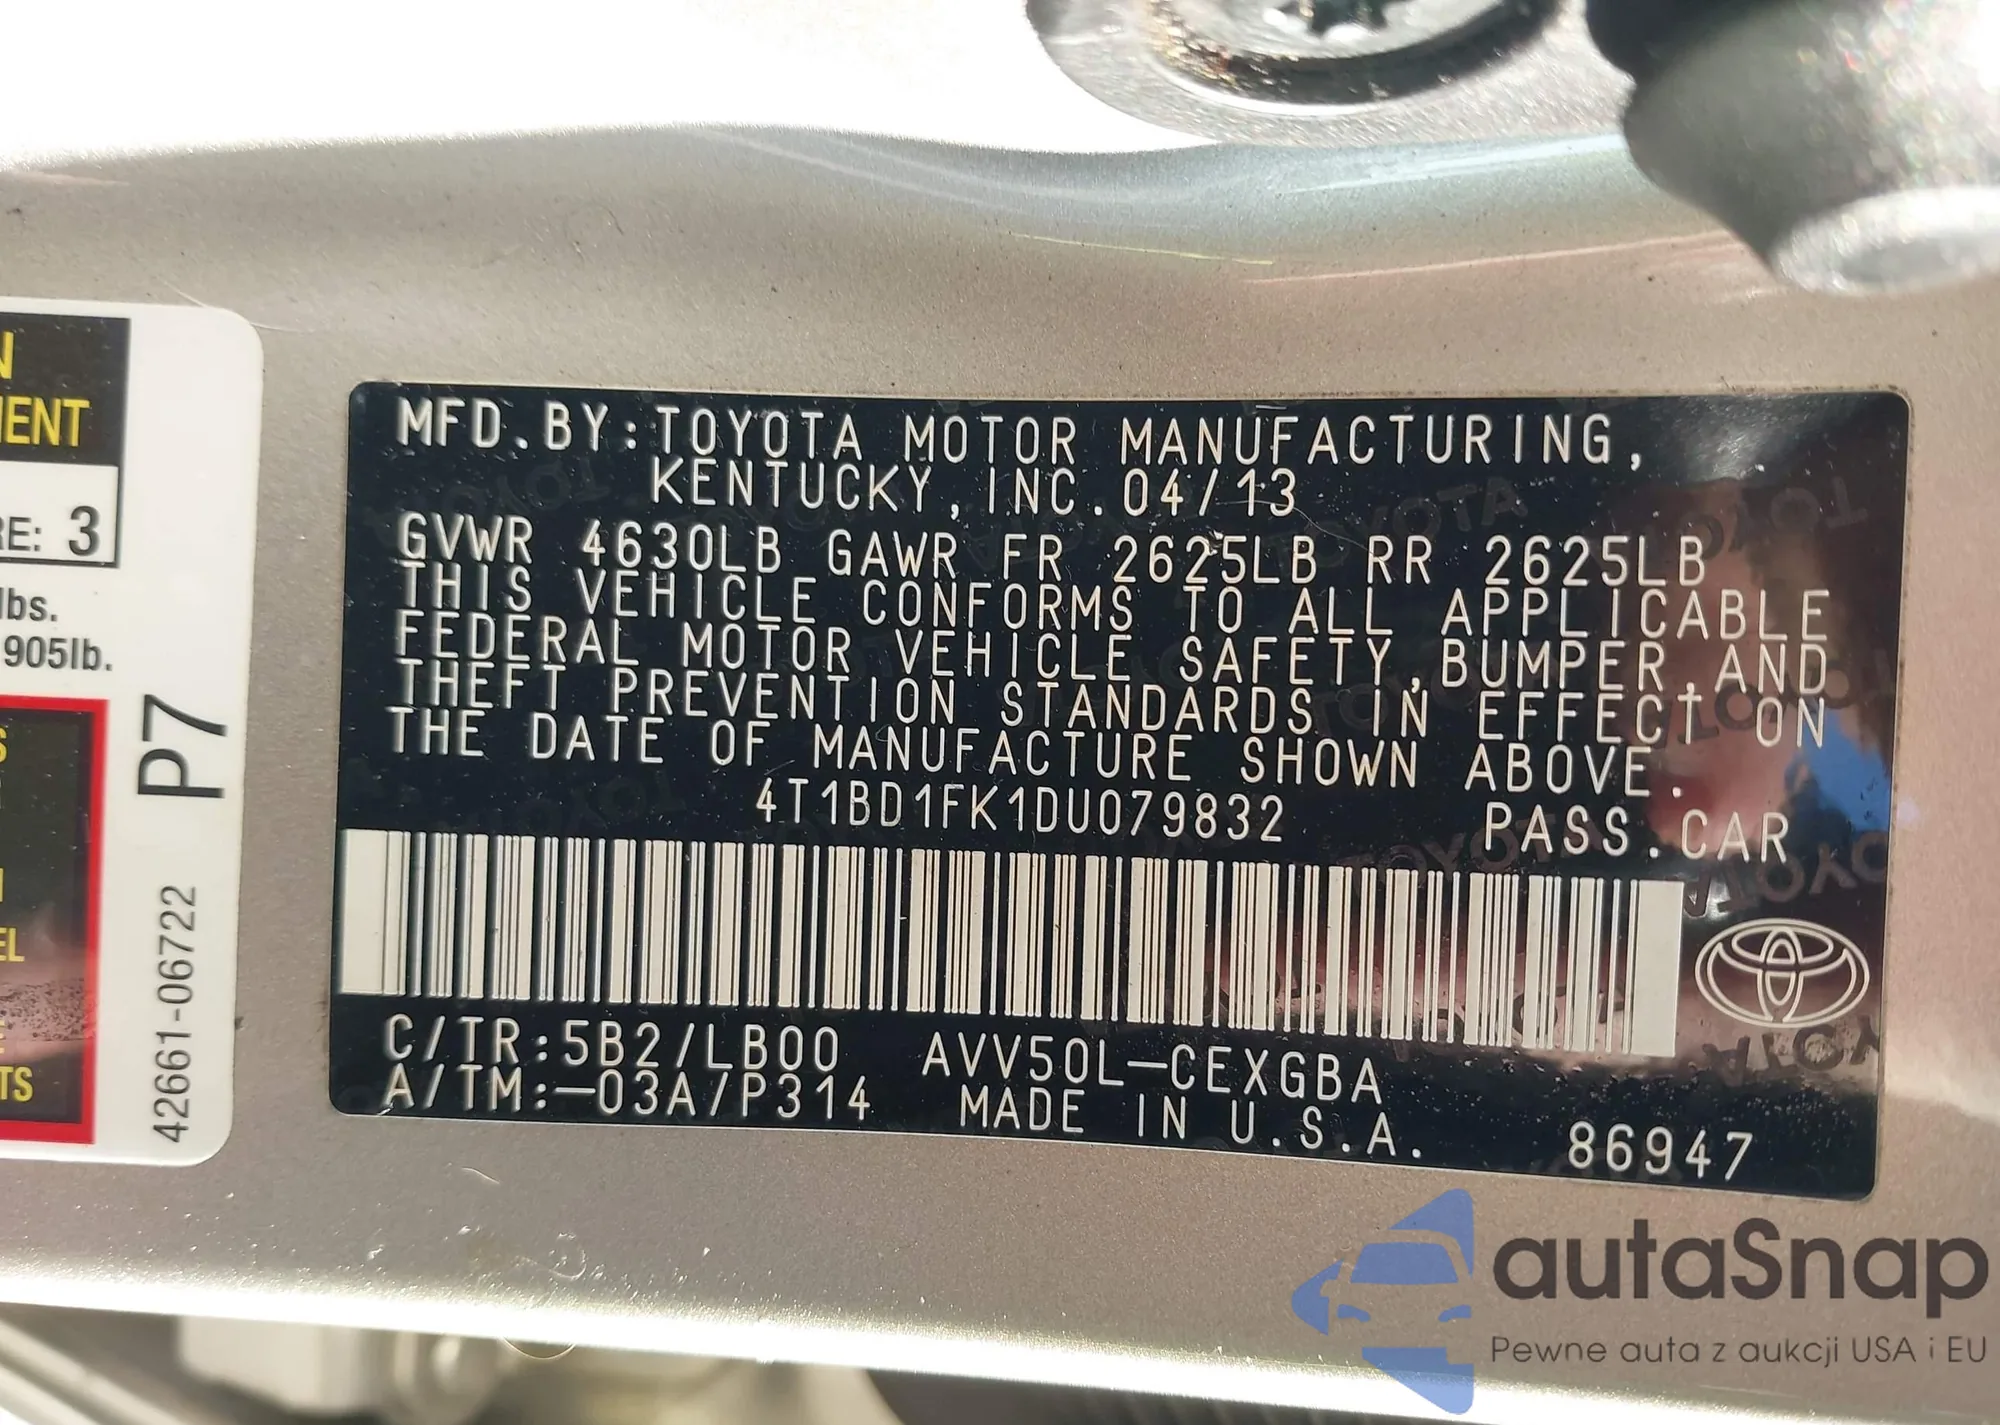 N
MENT
RE: 3
lbs.
905lb.
P7
42661-06722
EL
TS
MFD.BY:TOYOTA MOTOR MANUFACTURING,
KENTUCKY,INC.04/13
GVWR 4630LB GAWR FR 2625LB RR 2625LB
THIS VEHICLE CONFORMS TO ALL APPLICABLE
FEDERAL MOTOR VEHICLE SAFETY,BUMPER,AND
THEFT PREVENTION STANDARDS IN EFFECT ON
THE DATE OF MANUFACTURE SHOWN ABOVE.
4T1BD1FK1DU079832 PASS.CAR
C/TR:5B2/LB00 AVV50L-CEXGBA
A/TM:-03A/P314 MADE IN U.S.A. 86947
autaSnap
Pewne auta z aukcji USA i EU